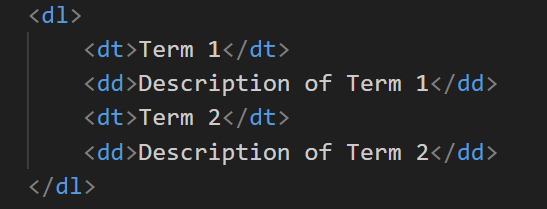 <dl>
<dt>Term 1</dt>
<dd>Description of Term 1</dd>
<dt>Term 2</dt>
<dd>Description of Term 2</dd>
</dl>